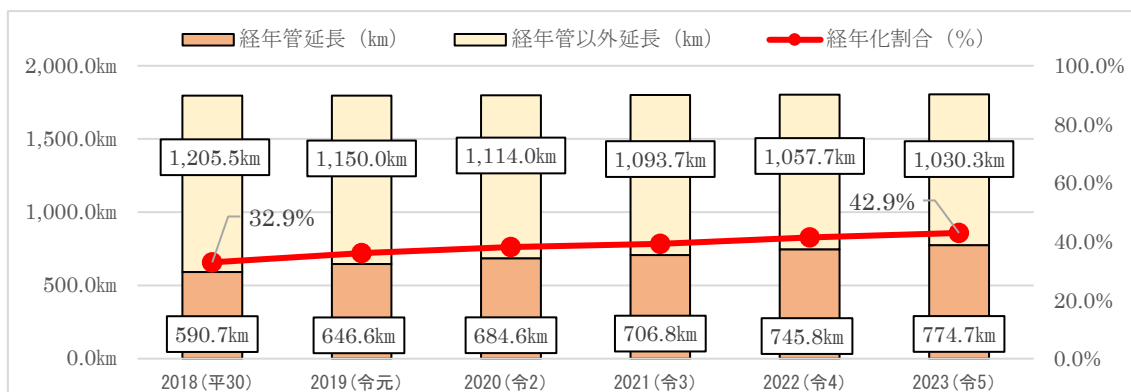 経年管延長（㎞） 経年管以外延長（㎞） 経年化割合（%）
2,000.0㎞ 100.0%
80.0%
1,500.0㎞
1,205.5㎞ 1,150.0㎞ 1,114.0㎞ 1,093.7㎞ 1,057.7㎞ 1,030.3㎞
60.0%
1,000.0㎞ 32.9% 42.9%
40.0%
500.0㎞
590.7㎞ 646.6㎞ 684.6㎞ 706.8㎞ 745.8㎞ 774.7㎞
20.0%
0.0㎞ 0.0%
2018(平30) 2019(令元) 2020(令2) 2021(令3) 2022(令4) 2023(令5)